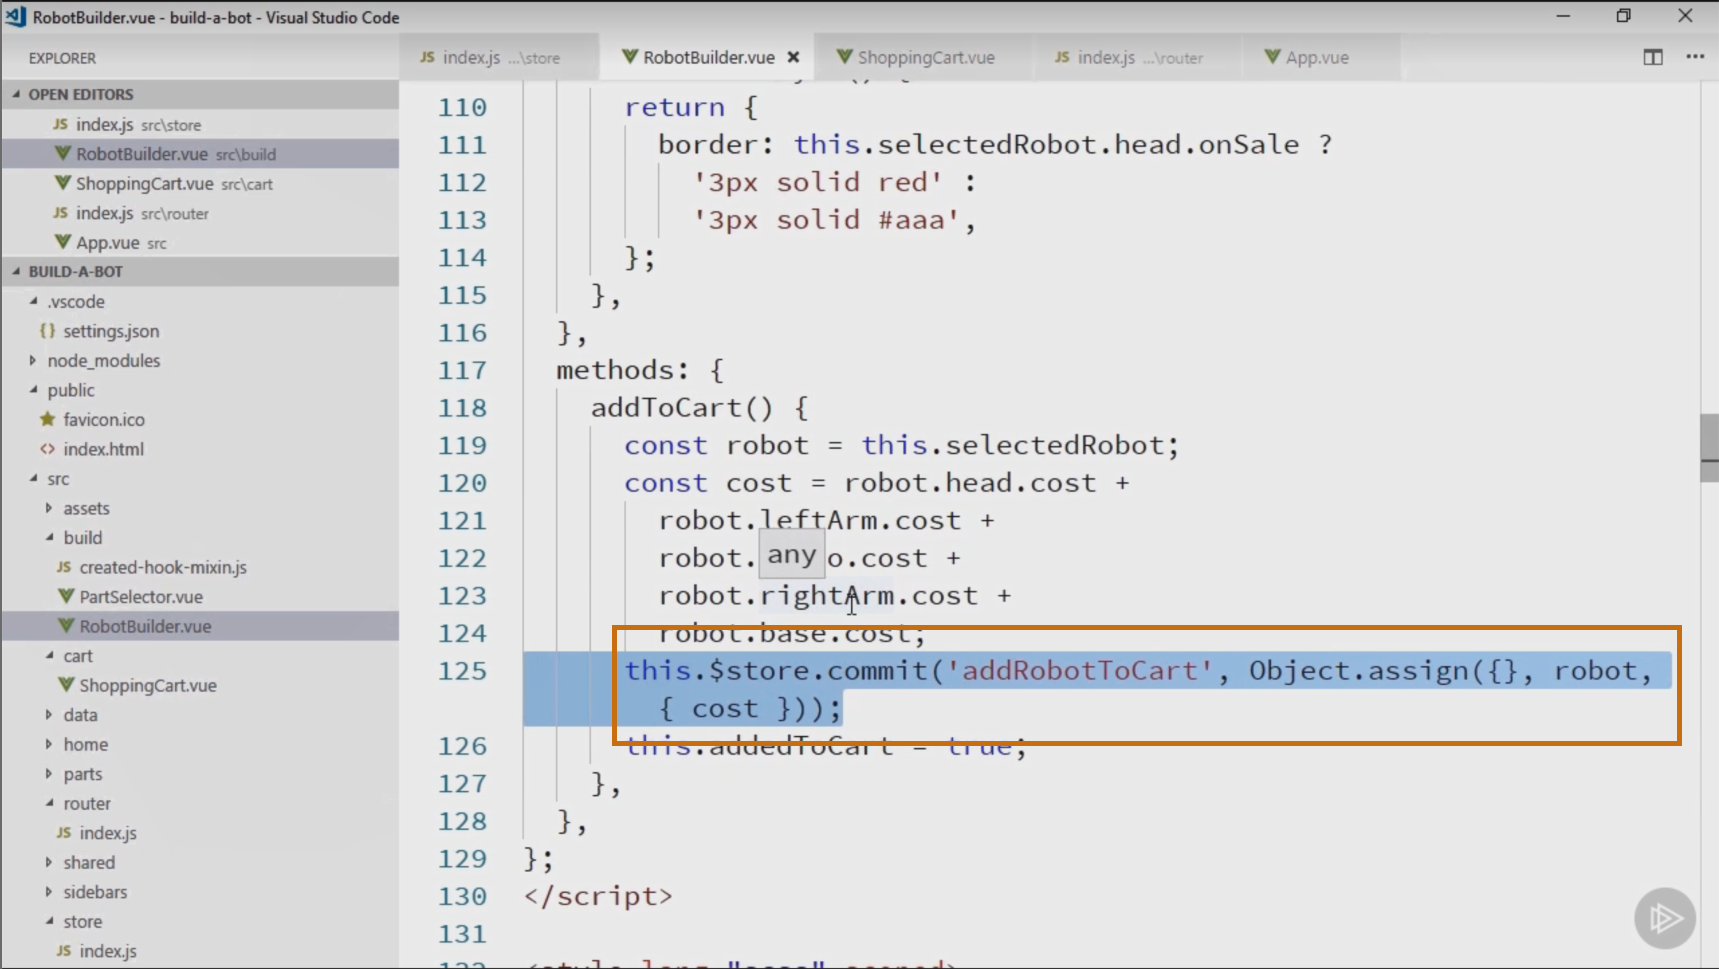 RobotBuilder.vue - build-a-bot - Visual Studio Code
EXPLORER
OPEN EDITORS
JS index.js src\store
RobotBuilder.vue src\build
ShoppingCart.vue src\cart
JS index.js src\router
App.vue src
BUILD-A-BOT
.vscode
{} settings.json
node_modules
public
favicon.ico
<> index.html
src
assets
build
JS created-hook-mixin.js
PartSelector.vue
RobotBuilder.vue
cart
ShoppingCart.vue
data
home
parts
router
JS index.js
shared
sidebars
store
JS index.js
JS index.js ...\store RobotBuilder.vue ShoppingCart.vue JS index.js ...\router App.vue
110 return {
111 border: this.selectedRobot.head.onSale ?
112 '3px solid red' :
113 '3px solid #aaa',
114 };
115 },
116 },
117 methods: {
118 addToCart() {
119 const robot = this.selectedRobot;
120 const cost = robot.head.cost +
121 robot.leftArm.cost +
122 robot. any o.cost +
123 robot.rightArm.cost +
124 robot.base.cost;
125 this.$store.commit('addRobotToCart', Object.assign({}, robot,
{ cost }));
126 this.addedToCart = true;
127 },
128 },
129 };
130 </script>
131